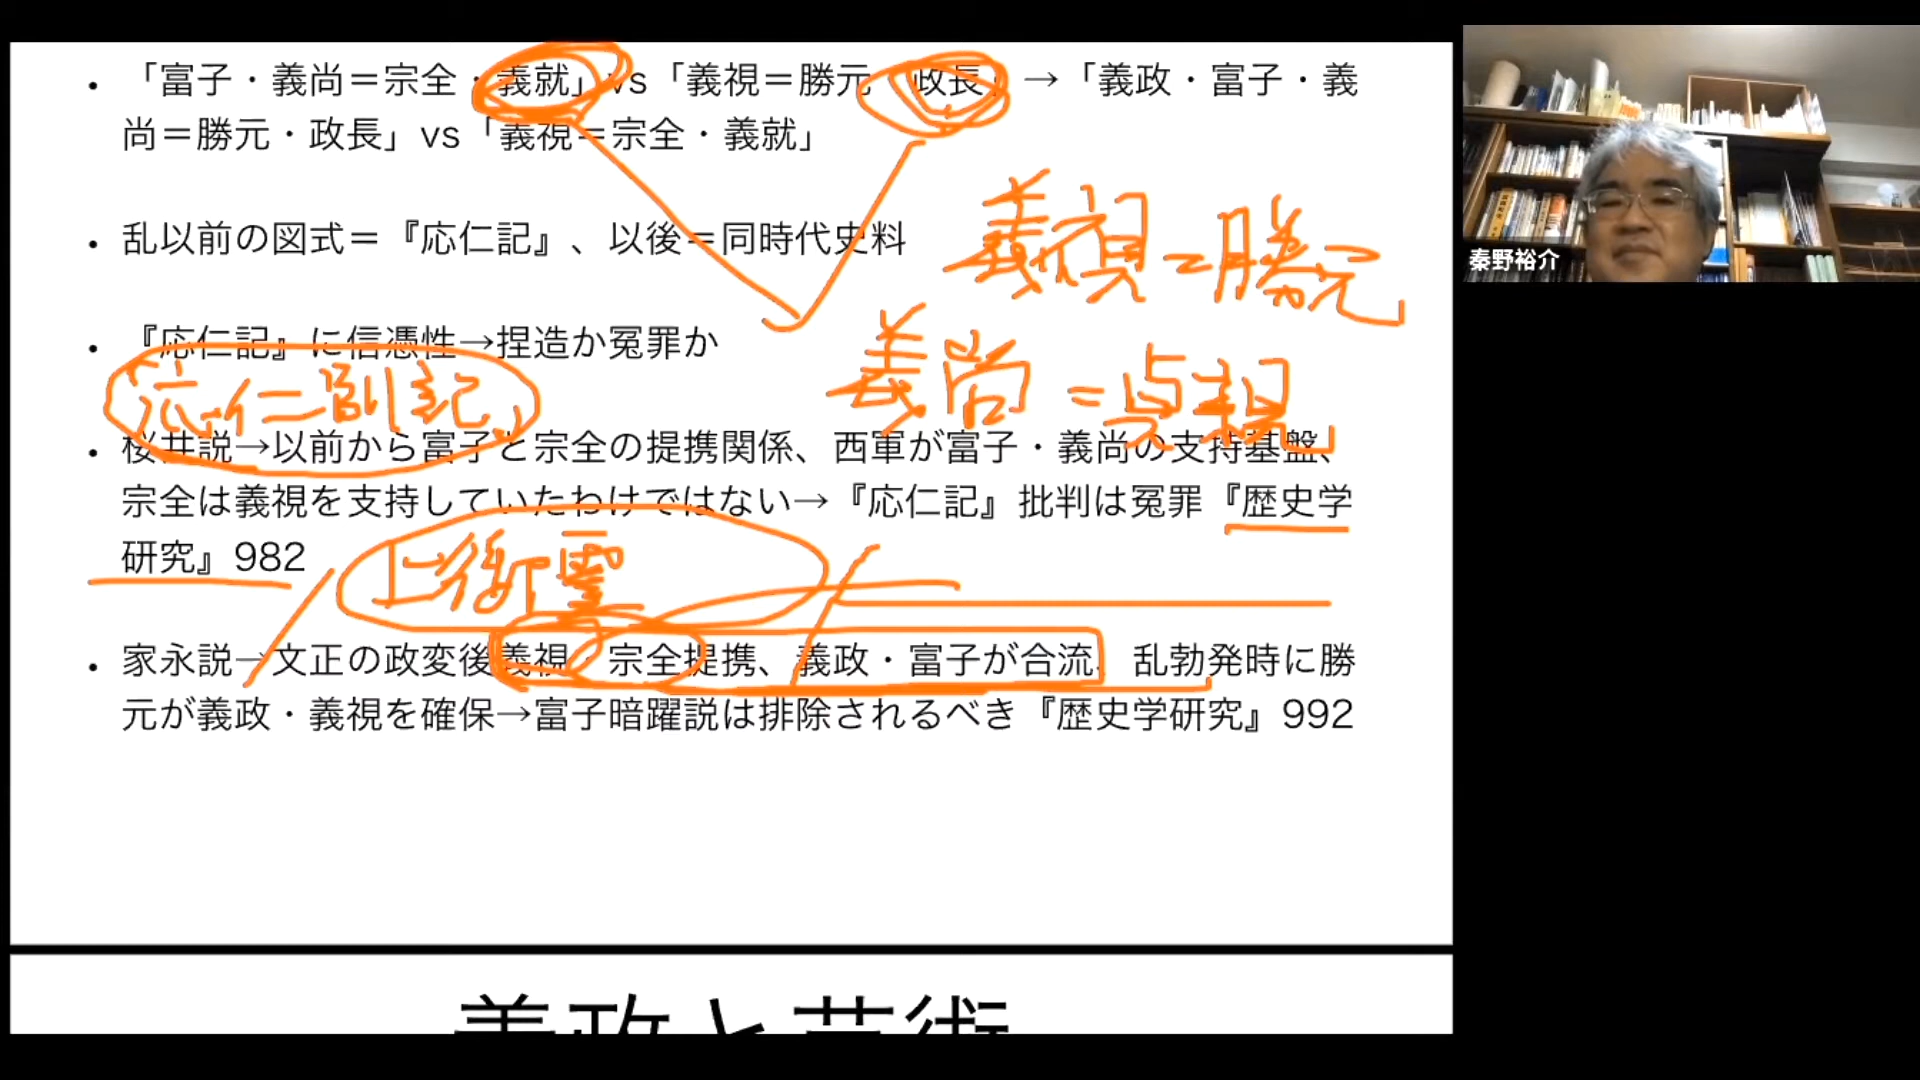 ・「富子・義尚＝宗全・義就」vs「義視＝勝元・政長」→「義政・富子・義
尚＝勝元・政長」vs「義視＝宗全・義就」
・乱以前の図式＝『応仁記』、以後＝同時代史料
・『応仁記』に信憑性→捏造か冤罪か
・桜井説→以前から富子と宗全の提携関係、西軍が富子・義尚の支持基盤、
宗全は義視を支持していたわけではない→『応仁記』批判は冤罪『歴史学
研究』982
・家永説→文正の政変後義視・宗全提携、義政・富子が合流、乱勃発時に勝
元が義政・義視を確保→富子暗躍説は排除されるべき『歴史学研究』992
義視＝勝元
義尚＝貞親
「応仁別記」
上御霊
義政と芸術
秦野裕介